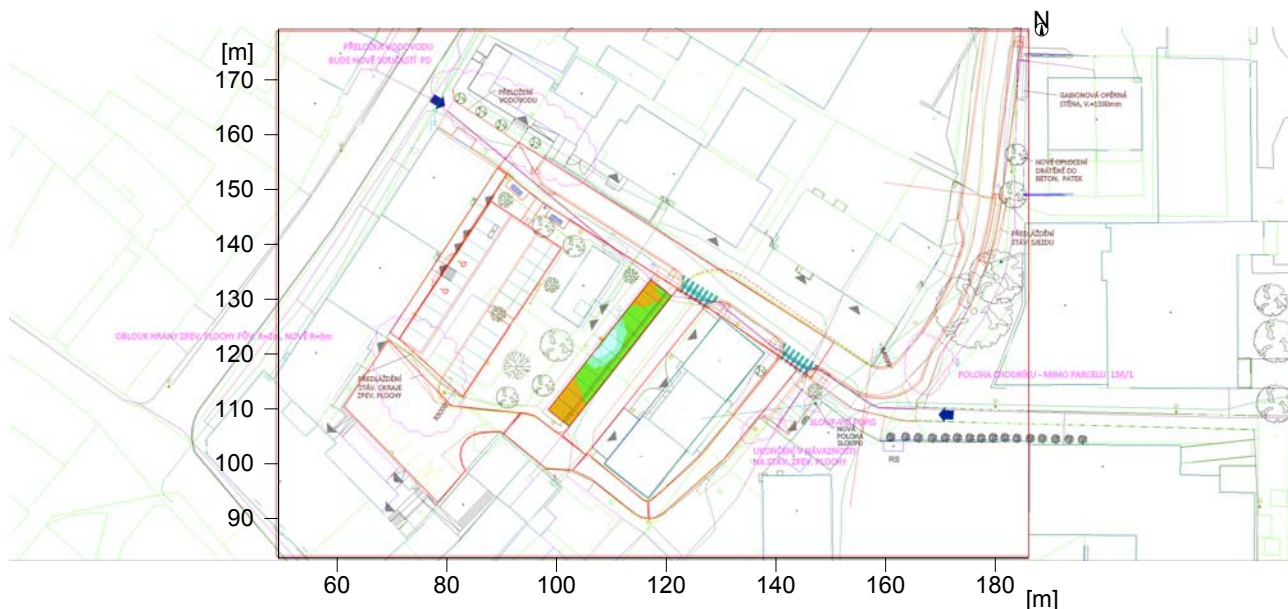 N
[m]
170
160
150
140
130
120
110
100
90
PŘELOŽKA VODOVODU
BUDE NOVĚ SOUČÁSTÍ PD
PŘELOŽENÍ
VODOVODU
GABIONOVÁ OPĚRNÁ
STĚNA, V.=1300mm
NOVÉ OPLOCENÍ
DRÁTĚNÉ DO
BETON. PATEK
PŘEDLÁŽDĚNÍ
STÁV. SJEZDU
OBLOUK HRANY ZPEV. PLOCHY PŮV. R=2m, NOVĚ R=3m
PŘEDLÁŽDĚNÍ
STÁV. OKRAJE
ZPEV. PLOCHY
POLOHA CHODNÍKU - MIMO PARCELU 156/1
SLOUČ POPIS
NOVÁ
POLOHA
SLOUPU
UKONČENÍ V NÁVAZNOSTI
NA STÁV. ZPEV. PLOCHY
RS
60
80
100
120
140
160
180
[m]